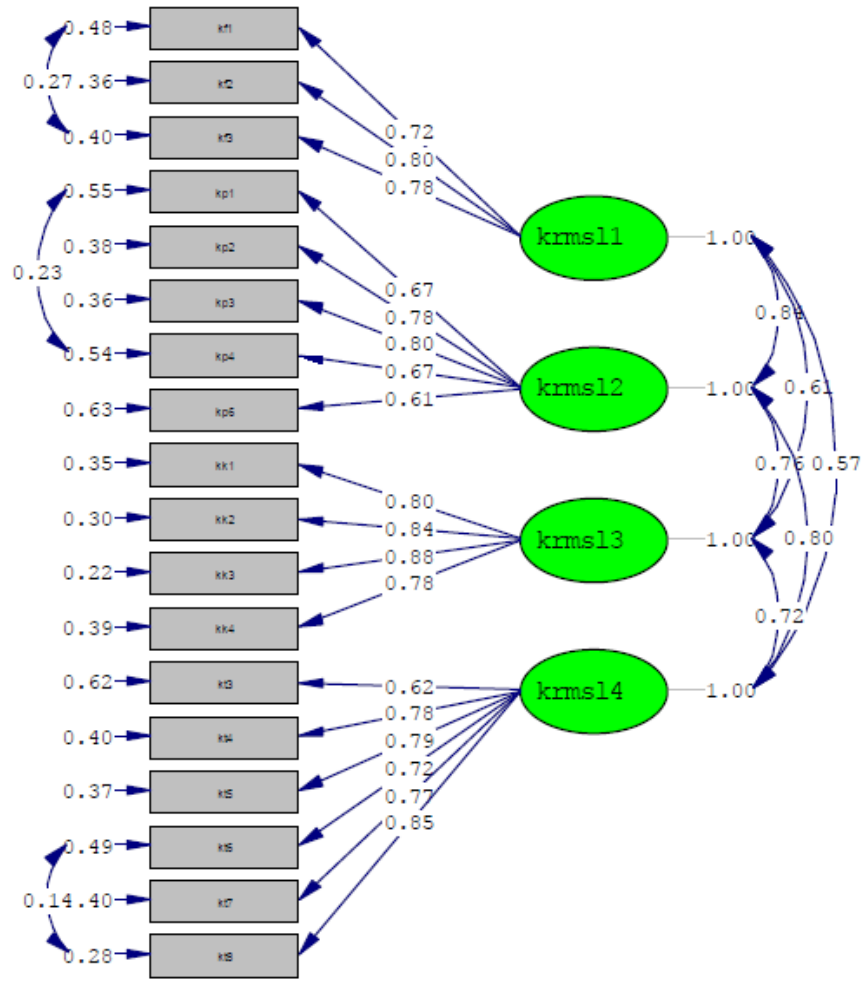 0.48 kf1
0.27 .36 kf2
0.40 kf3
0.72
0.80
0.78
0.55 kp1
0.38 kp2
0.23
0.36 kp3
0.54 kp4
0.63 kp5
0.67
0.78
0.80
0.67
0.61
0.35 kk1
0.30 kk2
0.22 kk3
0.39 kk4
0.80
0.84
0.88
0.78
0.62 kt3
0.40 kt4
0.37 kt5
0.49 kt6
0.14 .40 kt7
0.28 kt8
0.62
0.78
0.79
0.72
0.77
0.85
krmsl1 1.00
krmsl2 1.00
krmsl3 1.00
krmsl4 1.00
0.84
0.61
0.76 0.57
0.80
0.72